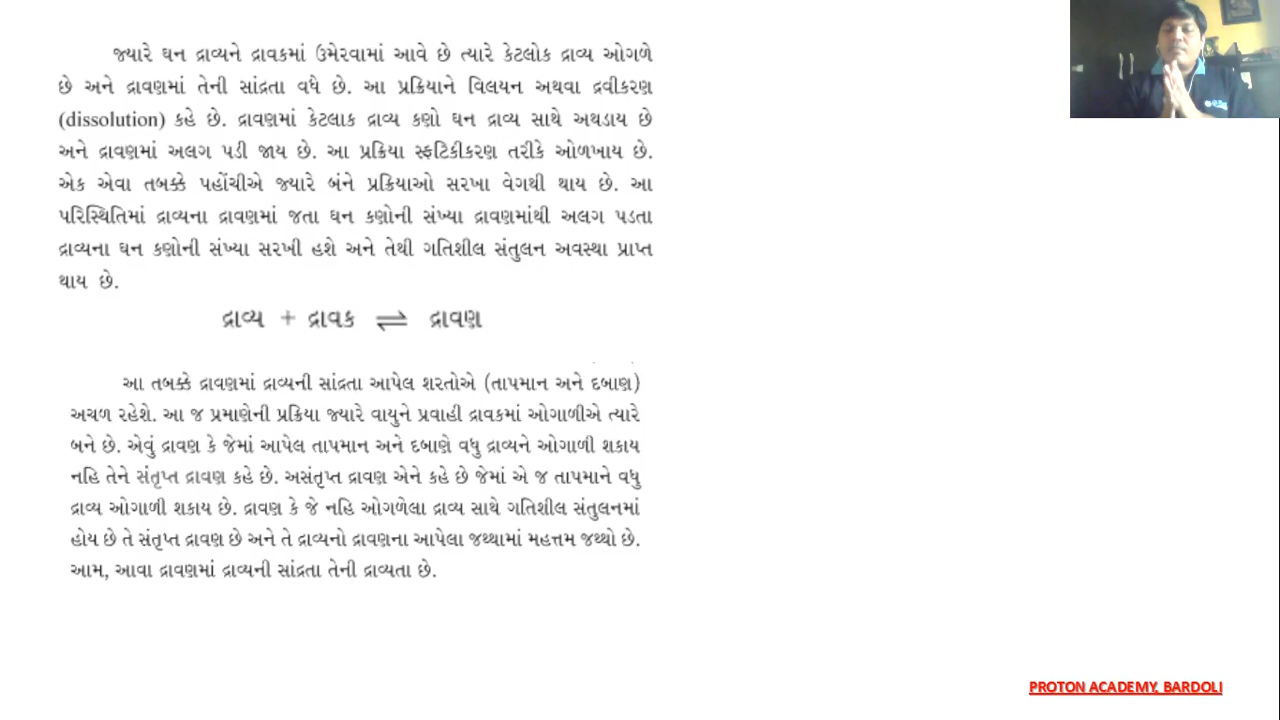 જ્યારે ઘન દ્રાવ્યને દ્રાવકમાં ઉમેરવામાં આવે છે ત્યારે કેટલોક દ્રાવ્ય ઓગળે
છે અને દ્રાવણમાં તેની સાંદ્રતા વધે છે. આ પ્રક્રિયાને વિલયન અથવા દ્રવીકરણ
(dissolution) કહે છે. દ્રાવણમાં કેટલાક દ્રાવ્ય કણો ઘન દ્રાવ્ય સાથે અથડાય છે
અને દ્રાવણમાં અલગ પડી જાય છે. આ પ્રક્રિયા સ્ફટિકીકરણ તરીકે ઓળખાય છે.
એક એવા તબક્કે પહોંચીએ જ્યારે બંને પ્રક્રિયાઓ સરખા વેગથી થાય છે. આ
પરિસ્થિતિમાં દ્રાવ્યના દ્રાવણમાં જતા ઘન કણોની સંખ્યા દ્રાવણમાંથી અલગ પડતા
દ્રાવ્યના ઘન કણોની સંખ્યા સરખી હશે અને તેથી ગતિશીલ સંતુલન અવસ્થા પ્રાપ્ત
થાય છે.
દ્રાવ્ય + દ્રાવક ⇌ દ્રાવણ
આ તબક્કે દ્રાવણમાં દ્રાવ્યની સાંદ્રતા આપેલ શરતોએ (તાપમાન અને દબાણ)
અચળ રહેશે. આ જ પ્રમાણેની પ્રક્રિયા જ્યારે વાયુને પ્રવાહી દ્રાવકમાં ઓગાળીએ ત્યારે
બને છે. એવું દ્રાવણ કે જેમાં આપેલ તાપમાન અને દબાણે વધુ દ્રાવ્યને ઓગાળી શકાય
નહિ તેને સંતૃપ્ત દ્રાવણ કહે છે. અસંતૃપ્ત દ્રાવણ એને કહે છે જેમાં એ જ તાપમાને વધુ
દ્રાવ્ય ઓગાળી શકાય છે. દ્રાવણ કે જે નહિ ઓગળેલા દ્રાવ્ય સાથે ગતિશીલ સંતુલનમાં
હોય છે તે સંતૃપ્ત દ્રાવણ છે અને તે દ્રાવ્યનો દ્રાવણના આપેલા જથ્થામાં મહત્તમ જથ્થો છે.
આમ, આવા દ્રાવણમાં દ્રાવ્યની સાંદ્રતા તેની દ્રાવ્યતા છે.
PROTON ACADEMY, BARDOLI